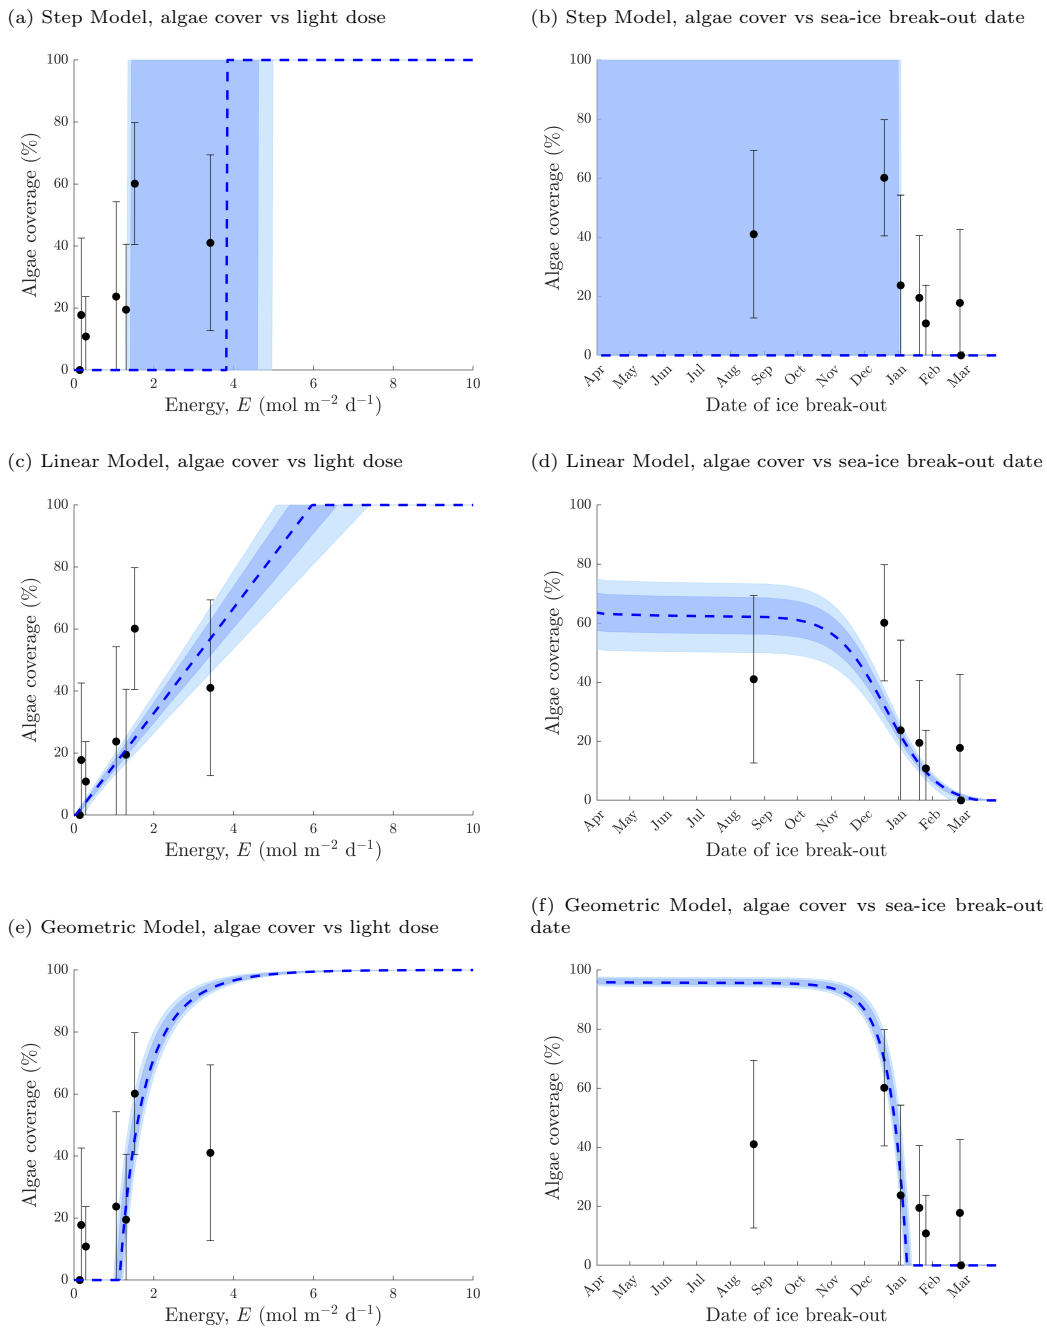 (a) Step Model, algae cover vs light dose
100
80
60
40
20
0
Algae coverage (%)
0 2 4 6 8 10
Energy, E (mol m⁻² d⁻¹)
(b) Step Model, algae cover vs sea-ice break-out date
100
80
60
40
20
0
Algae coverage (%)
Apr May Jun Jul Aug Sep Oct Nov Dec Jan Feb Mar
Date of ice break-out
(c) Linear Model, algae cover vs light dose
100
80
60
40
20
0
Algae coverage (%)
0 2 4 6 8 10
Energy, E (mol m⁻² d⁻¹)
(d) Linear Model, algae cover vs sea-ice break-out date
100
80
60
40
20
0
Algae coverage (%)
Apr May Jun Jul Aug Sep Oct Nov Dec Jan Feb Mar
Date of ice break-out
(e) Geometric Model, algae cover vs light dose
100
80
60
40
20
0
Algae coverage (%)
0 2 4 6 8 10
Energy, E (mol m⁻² d⁻¹)
(f) Geometric Model, algae cover vs sea-ice break-out
date
100
80
60
40
20
0
Algae coverage (%)
Apr May Jun Jul Aug Sep Oct Nov Dec Jan Feb Mar
Date of ice break-out